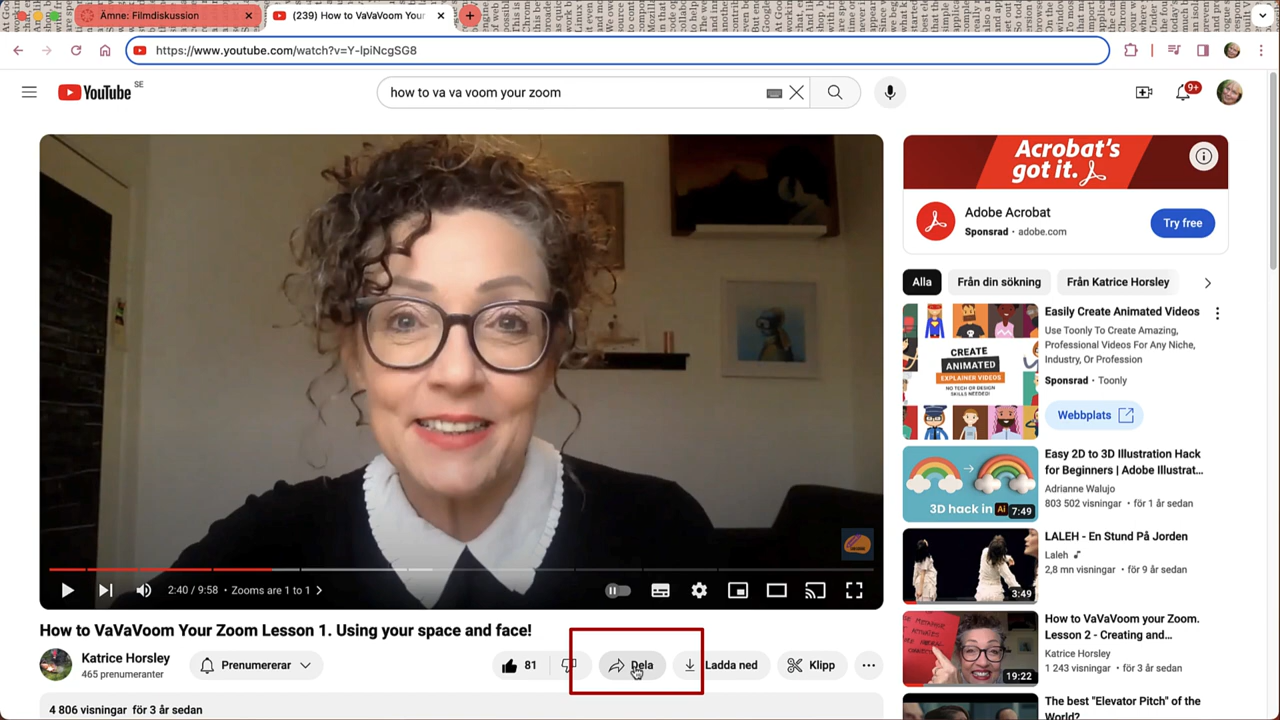 Ämne: Filmdiskussion
(239) How to VaVaVoom Your
https://www.youtube.com/watch?v=Y-lpiNcgSG8
YouTube SE
how to va va voom your zoom
9+
Acrobat's
got it.
Adobe Acrobat
Sponsrad • adobe.com
Try free
Alla
Från din sökning
Från Katrice Horsley
CREATE
ANIMATED
EXPLAINER VIDEOS
NO TECH OR DESIGN
SKILLS NEEDED!
Easily Create Animated Videos
Use Toonly To Create Amazing,
Professional Videos For Any Niche,
Industry, Or Profession
Sponsrad • Toonly
Webbplats
3D hack in Ai
7:49
Easy 2D to 3D Illustration Hack
for Beginners | Adobe Illustrat...
Adrianne Walujo
803 502 visningar • för 1 år sedan
3:49
LALEH - En Stund På Jorden
Laleh
2,8 mn visningar • för 9 år sedan
19:22
How to VaVaVoom your Zoom.
Lesson 2 - Creating and...
Katrice Horsley
1 243 visningar • för 3 år sedan
The best "Elevator Pitch" of the
World?
2:40 / 9:58 • Zooms are 1 to 1
How to VaVaVoom Your Zoom Lesson 1. Using your space and face!
Katrice Horsley
465 prenumeranter
Prenumererar
81
Dela
Ladda ned
Klipp
4 806 visningar för 3 år sedan